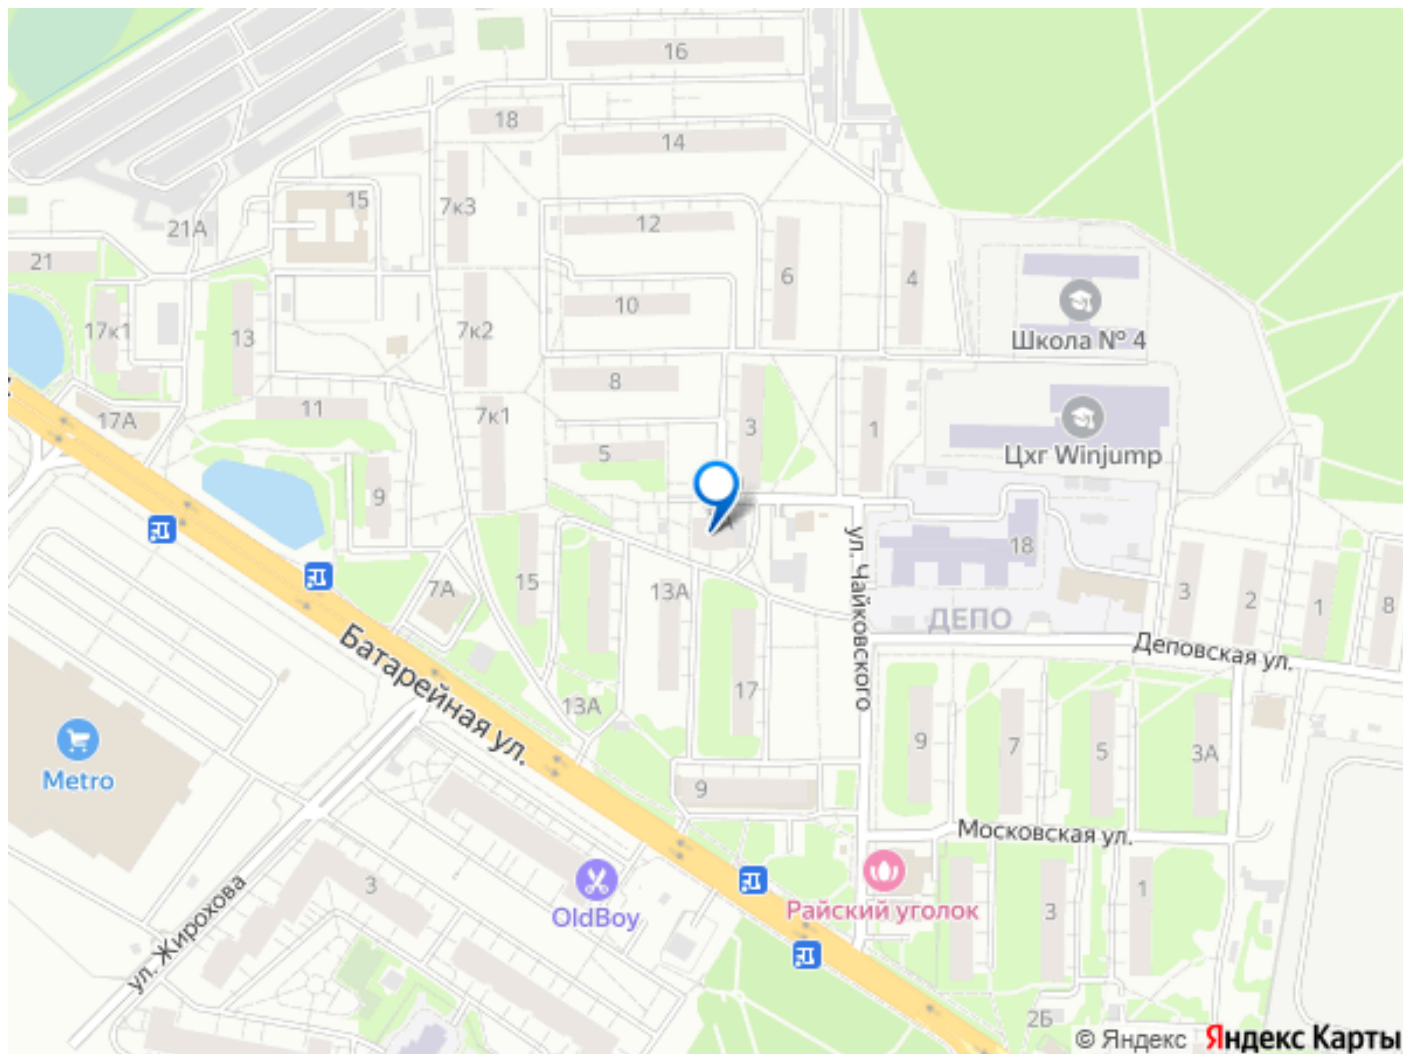 16
18
14
15
7к3
21А
12
21
6
4
10
17к1
13
7к2
Школа № 4
8
11
7к1
17А
3
1
5
Цхг Winjump
9
ул. Чайковского
15
7А
13А
18
3
2
1
8
ДЕПО
Деповская ул.
Батарейная ул.
17
13А
9
7
5
3А
Metro
9
Московская ул.
3
OldBoy
Райский уголок
3
1
ул. Жирохова
2Б
© Яндекс Яндекс Карты